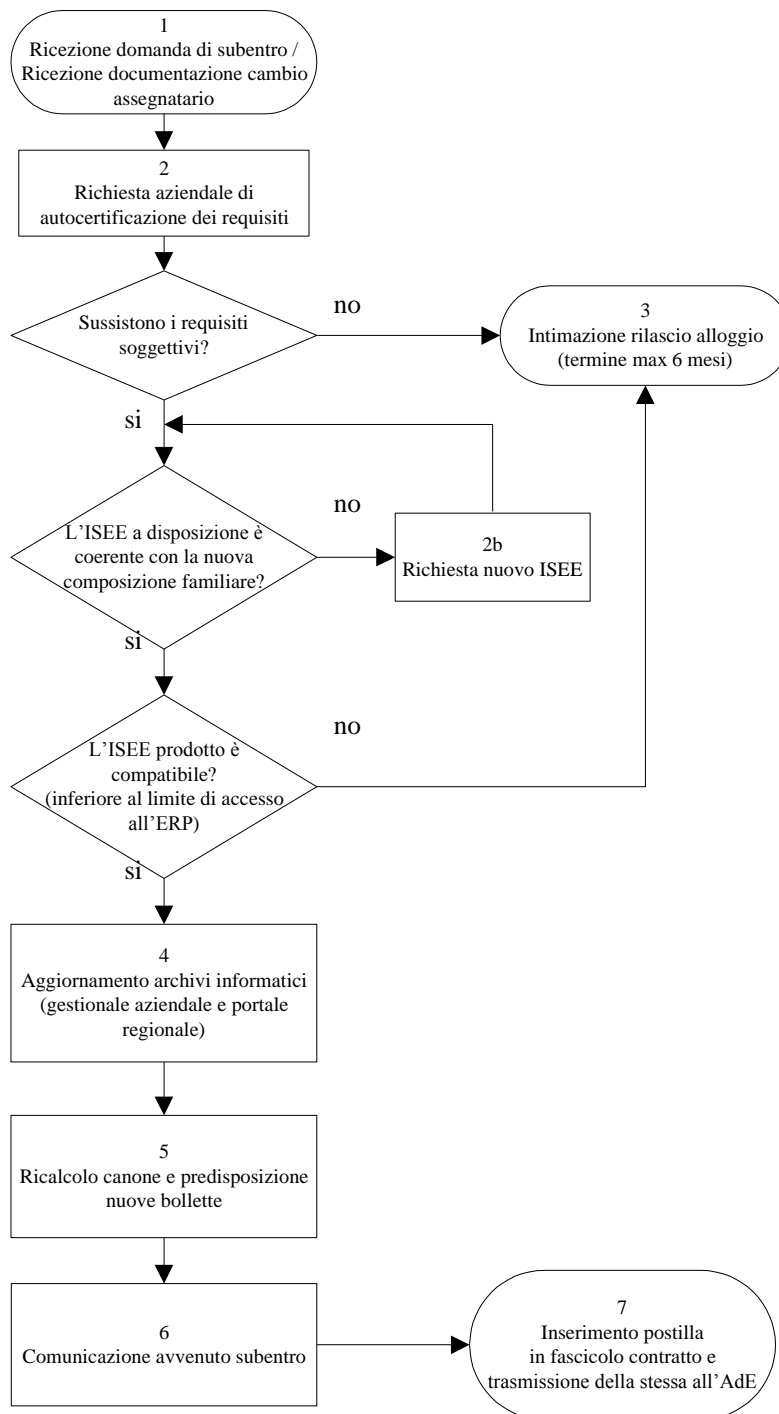 1
Ricezione domanda di subentro /
Ricezione documentazione cambio
assegnatario
2
Richiesta aziendale di
autocertificazione dei requisiti
Sussistono i requisiti
soggettivi?
no
3
Intimazione rilascio alloggio
(termine max 6 mesi)
si
L'ISEE a disposizione è
coerente con la nuova
composizione familiare?
no
2b
Richiesta nuovo ISEE
si
L'ISEE prodotto è
compatibile?
(inferiore al limite di accesso
all'ERP)
no
si
4
Aggiornamento archivi informatici
(gestionale aziendale e portale
regionale)
5
Ricalcolo canone e predisposizione
nuove bollette
6
Comunicazione avvenuto subentro
7
Inserimento postilla
in fascicolo contratto e
trasmissione della stessa all'AdE